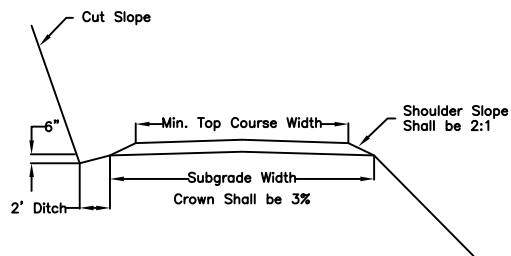 Cut Slope
6"
Min. Top Course Width
Shoulder Slope
Shall be 2:1
Subgrade Width
2' Ditch
Crown Shall be 3%